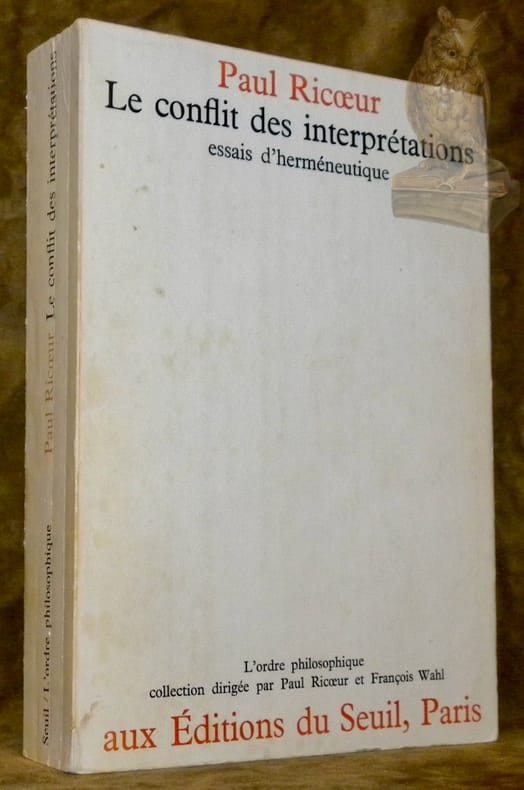 Paul Ricœur
Le conflit des interprétations
essais d'herméneutique
L'ordre philosophique
collection dirigée par Paul Ricœur et François Wahl
aux Éditions du Seuil, Paris
Seuil / L'ordre philosophique Paul Ricœur Le conflit des interprétations